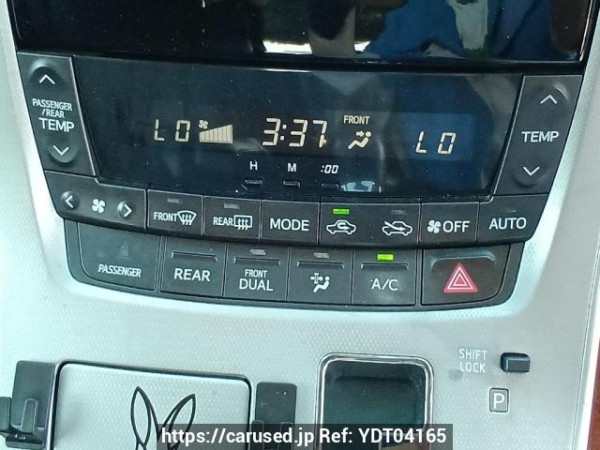 PASSENGER
/REAR
TEMP
LO 3:37 FRONT LO
TEMP
H M :00
FRONT REAR MODE OFF AUTO
PASSENGER REAR FRONT
DUAL A/C
SHIFT
LOCK
P
https://carused.jp Ref: YDT04165